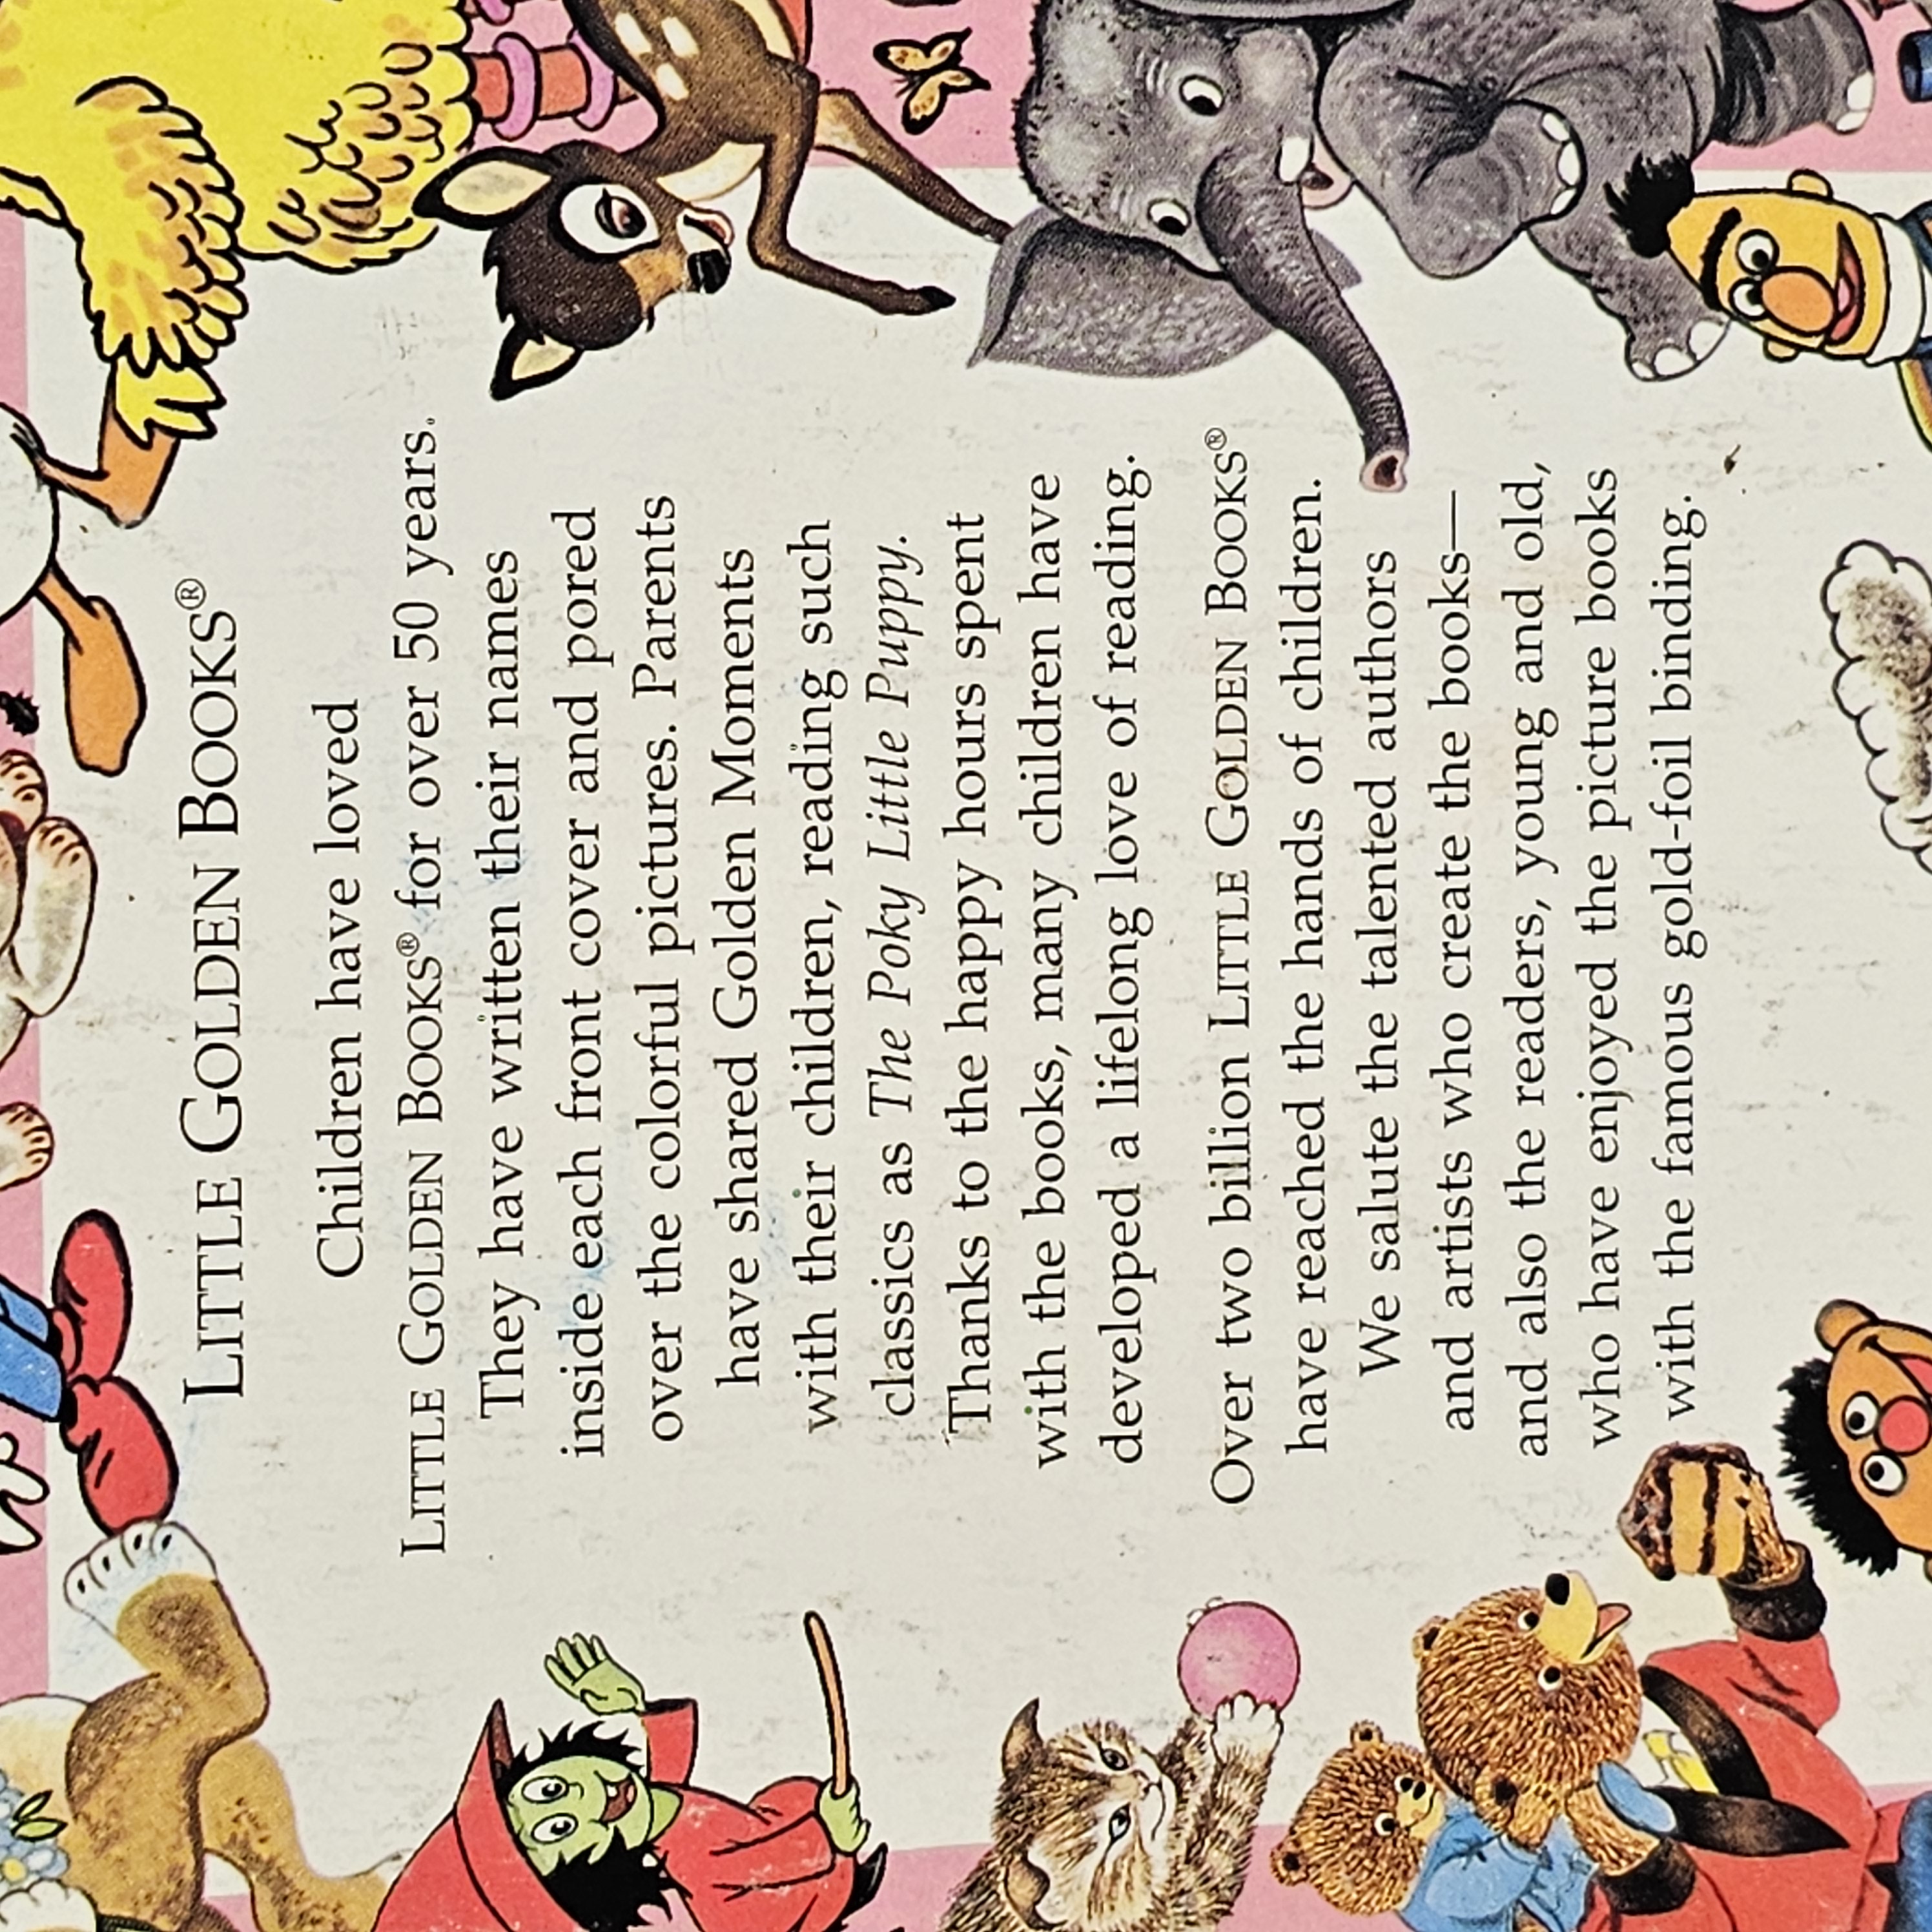 LITTLE GOLDEN BOOKS®
Children have loved
LITTLE GOLDEN BOOKS® for over 50 years.
They have written their names
inside each front cover and pored
over the colorful pictures. Parents
have shared Golden Moments
with their children, reading such
classics as The Poky Little Puppy.
Thanks to the happy hours spent
with the books, many children have
developed a lifelong love of reading.
Over two billion LITTLE GOLDEN BOOKS®
have reached the hands of children.
We salute the talented authors
and artists who create the books—
and also the readers, young and old,
who have enjoyed the picture books
with the famous gold-foil binding.